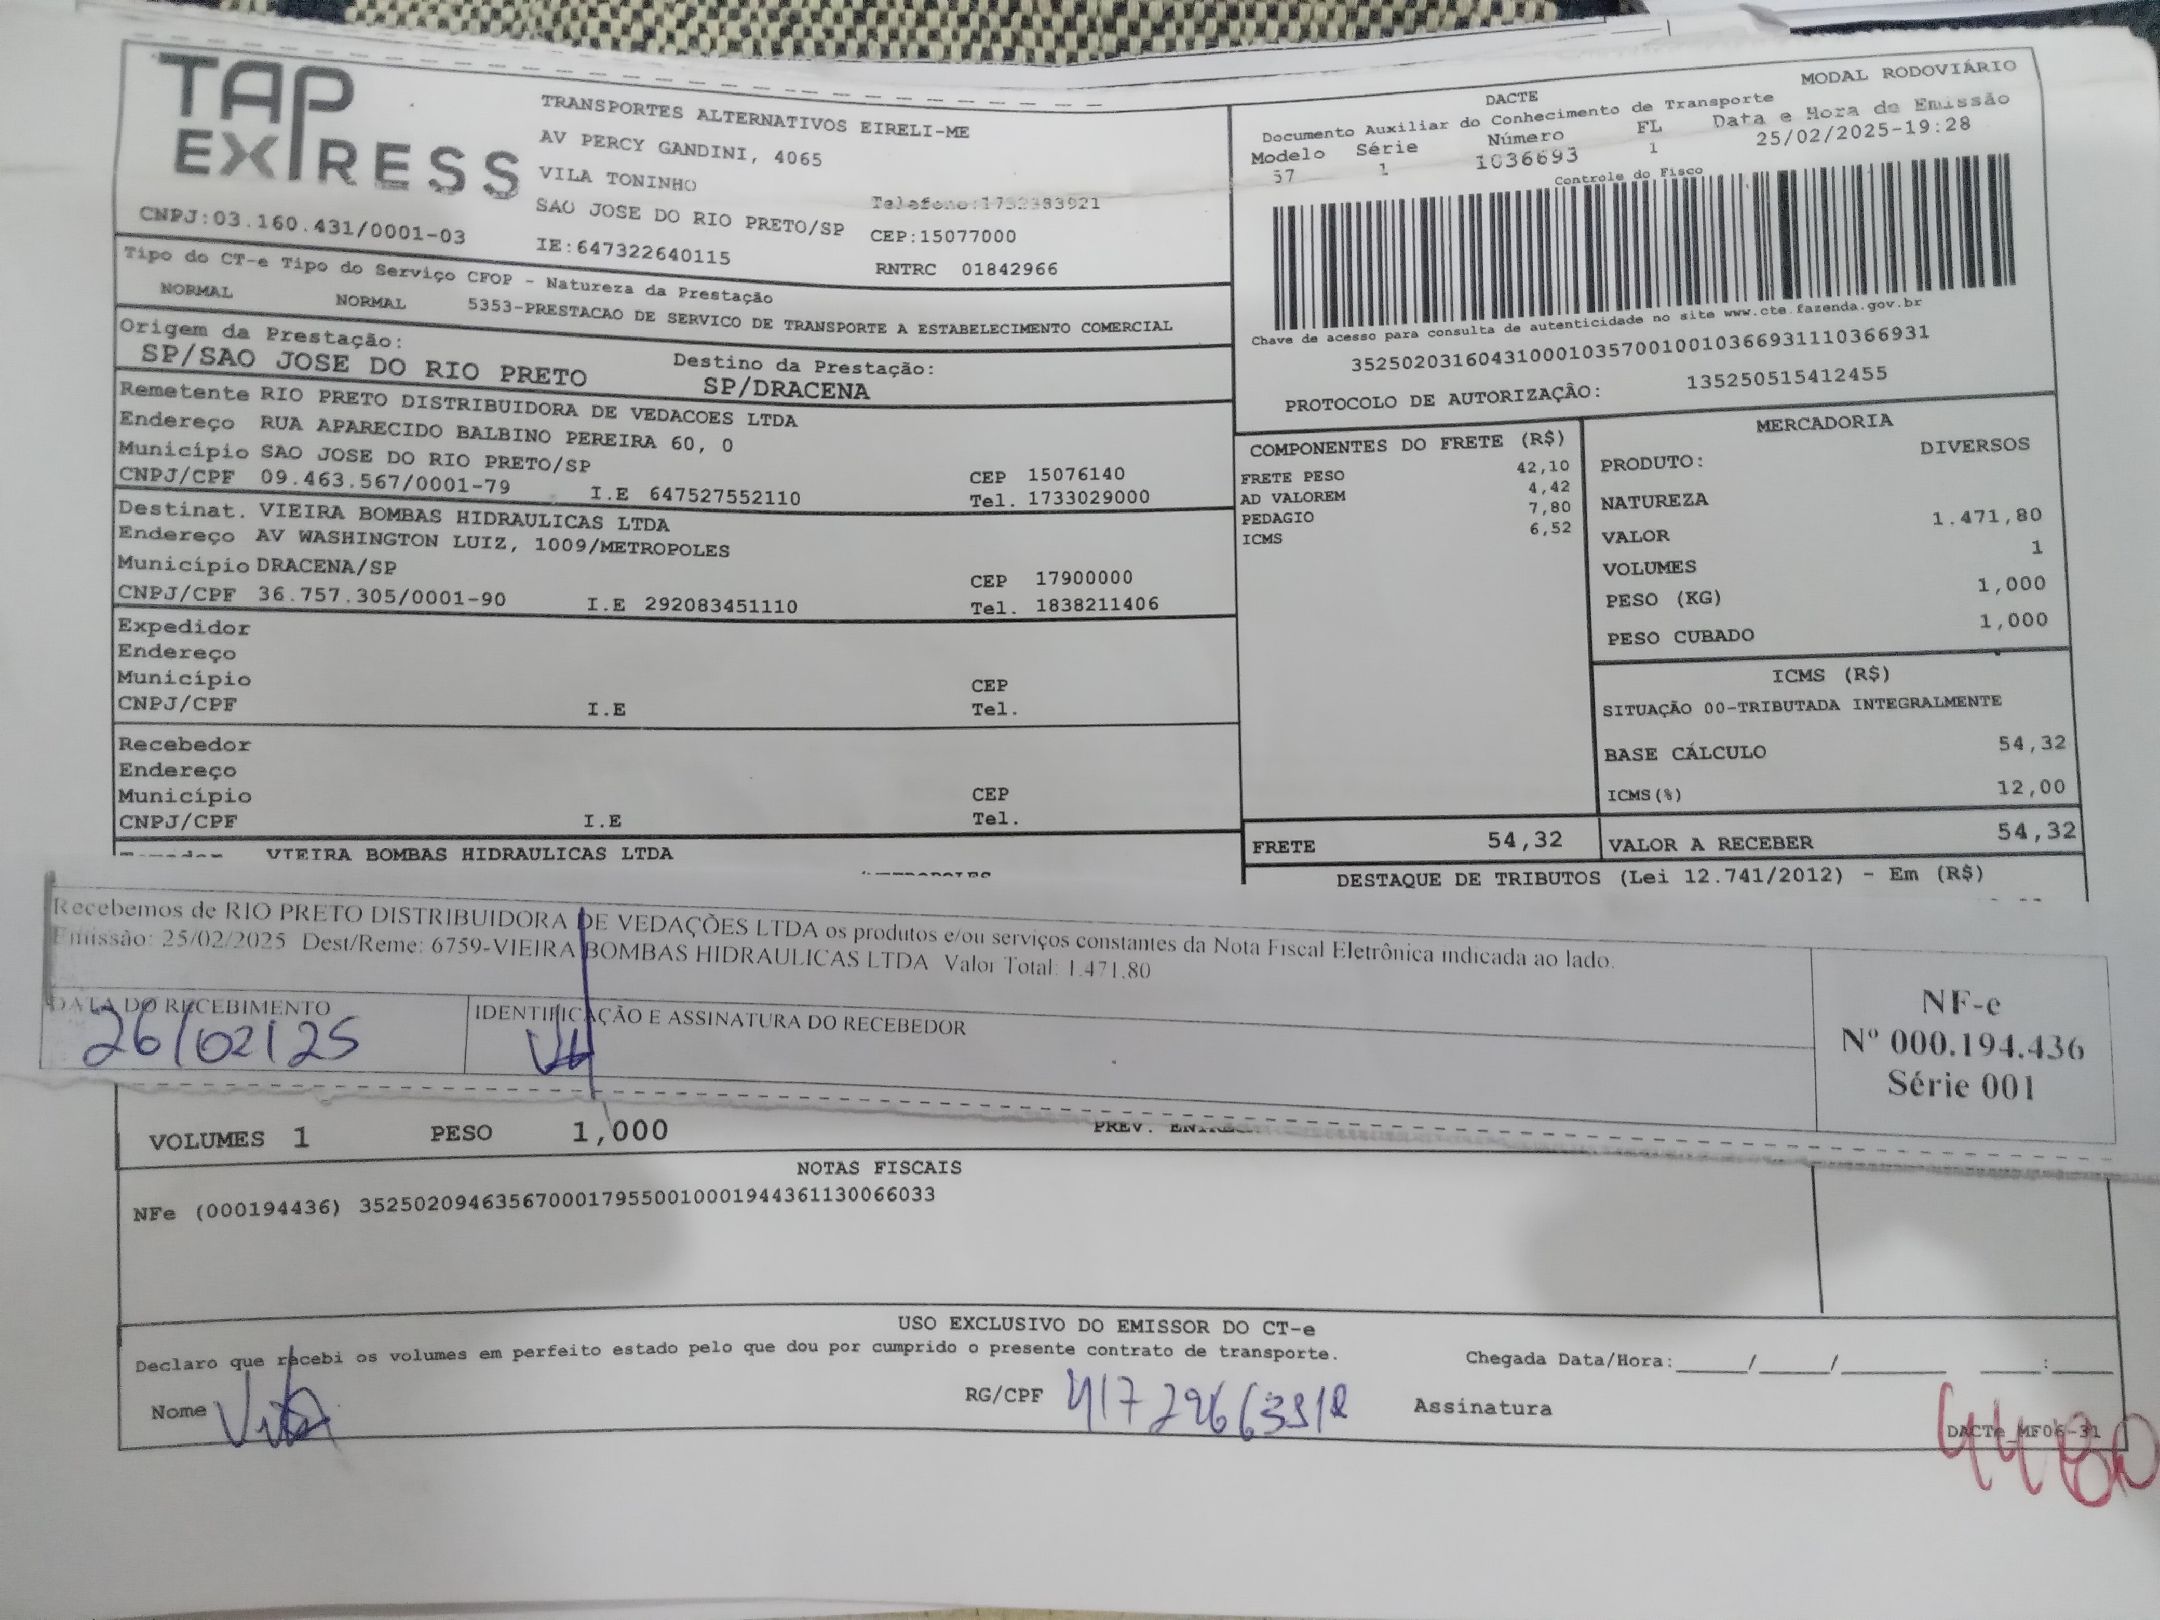 TAP
EXPRESS
CNPJ:03.160.431/0001-03
TRANSPORTES ALTERNATIVOS EIRELI-ME
AV PERCY GANDINI, 4065
VILA TONINHO
SAO JOSE DO RIO PRETO/SP
IE:647322640115
CEP:15077000
RNTRC 01842966
MODAL RODOVIÁRIO
DACTE
Documento Auxiliar do Conhecimento de Transporte
Modelo Série Número FL Data e Hora de Emissão
57 1 1036693 1 25/02/2025-19:28
Controle do Fisco
Chave de acesso para consulta de autenticidade no site www.cte.fazenda.gov.br
35250203160431000103570010010366931110366931
PROTOCOLO DE AUTORIZAÇÃO: 135250515412455
Tipo do CT-e Tipo do Serviço CFOP - Natureza da Prestação
NORMAL NORMAL 5353-PRESTACAO DE SERVICO DE TRANSPORTE A ESTABELECIMENTO COMERCIAL
Origem da Prestação: Destino da Prestação:
SP/SAO JOSE DO RIO PRETO SP/DRACENA
Remetente RIO PRETO DISTRIBUIDORA DE VEDACOES LTDA
Endereço RUA APARECIDO BALBINO PEREIRA 60, 0
Município SAO JOSE DO RIO PRETO/SP CEP 15076140
CNPJ/CPF 09.463.567/0001-79 I.E 647527552110 Tel. 1733029000
Destinat. VIEIRA BOMBAS HIDRAULICAS LTDA
Endereço AV WASHINGTON LUIZ, 1009/METROPOLES
Município DRACENA/SP CEP 17900000
CNPJ/CPF 36.757.305/0001-90 I.E 292083451110 Tel. 1838211406
Expedidor
Endereço
Município CEP
CNPJ/CPF I.E Tel.
Recebedor
Endereço
Município CEP
CNPJ/CPF I.E Tel.
VIEIRA BOMBAS HIDRAULICAS LTDA
COMPONENTES DO FRETE (R$)
FRETE PESO 42,10
AD VALOREM 4,42
PEDAGIO 7,80
ICMS 6,52
FRETE 54,32
MERCADORIA
PRODUTO: DIVERSOS
NATUREZA
VALOR 1.471,80
VOLUMES 1
PESO (KG) 1,000
PESO CUBADO 1,000
ICMS (R$)
SITUAÇÃO 00-TRIBUTADA INTEGRALMENTE
BASE CÁLCULO 54,32
ICMS(%) 12,00
VALOR A RECEBER 54,32
DESTAQUE DE TRIBUTOS (Lei 12.741/2012) - Em (R$)
Recebemos de RIO PRETO DISTRIBUIDORA DE VEDAÇÕES LTDA os produtos e/ou serviços constantes da Nota Fiscal Eletrônica indicada ao lado.
Emissão: 25/02/2025 Dest/Reme: 6759-VIEIRA BOMBAS HIDRAULICAS LTDA Valor Total: 1.471,80
DATA DO RECEBIMENTO IDENTIFICAÇÃO E ASSINATURA DO RECEBEDOR
26/02/25
NF-e
Nº 000.194.436
Série 001
VOLUMES 1 PESO 1,000 PREV.
NOTAS FISCAIS
NFe (000194436) 35250209463567000179550010001944361130066033
USO EXCLUSIVO DO EMISSOR DO CT-e
Declaro que recebi os volumes em perfeito estado pelo que dou por cumprido o presente contrato de transporte. Chegada Data/Hora:_____/_____/_______ ____:____
Nome RG/CPF Assinatura